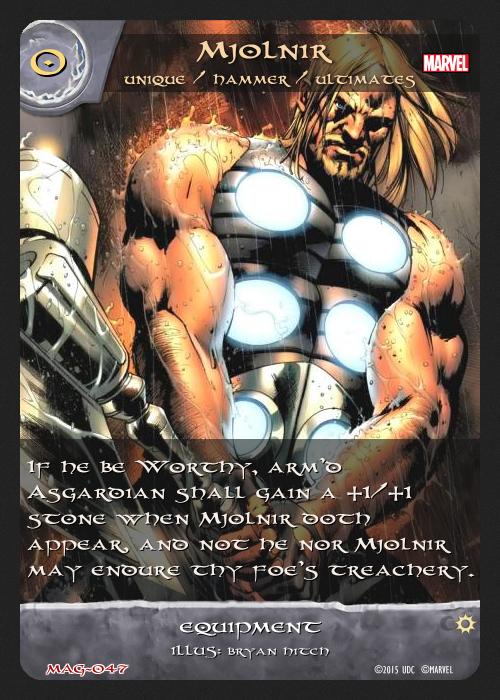 Mjolnir
MARVEL
unique / hammer / ultimates
If he be Worthy, arm'd
Asgardian shall gain a +1/+1
stone when Mjolnir doth
appear, and not he nor Mjolnir
may endure thy foe's treachery.
equipment
illus: bryan hitch
MAG-047
©2015 UDC ©MARVEL